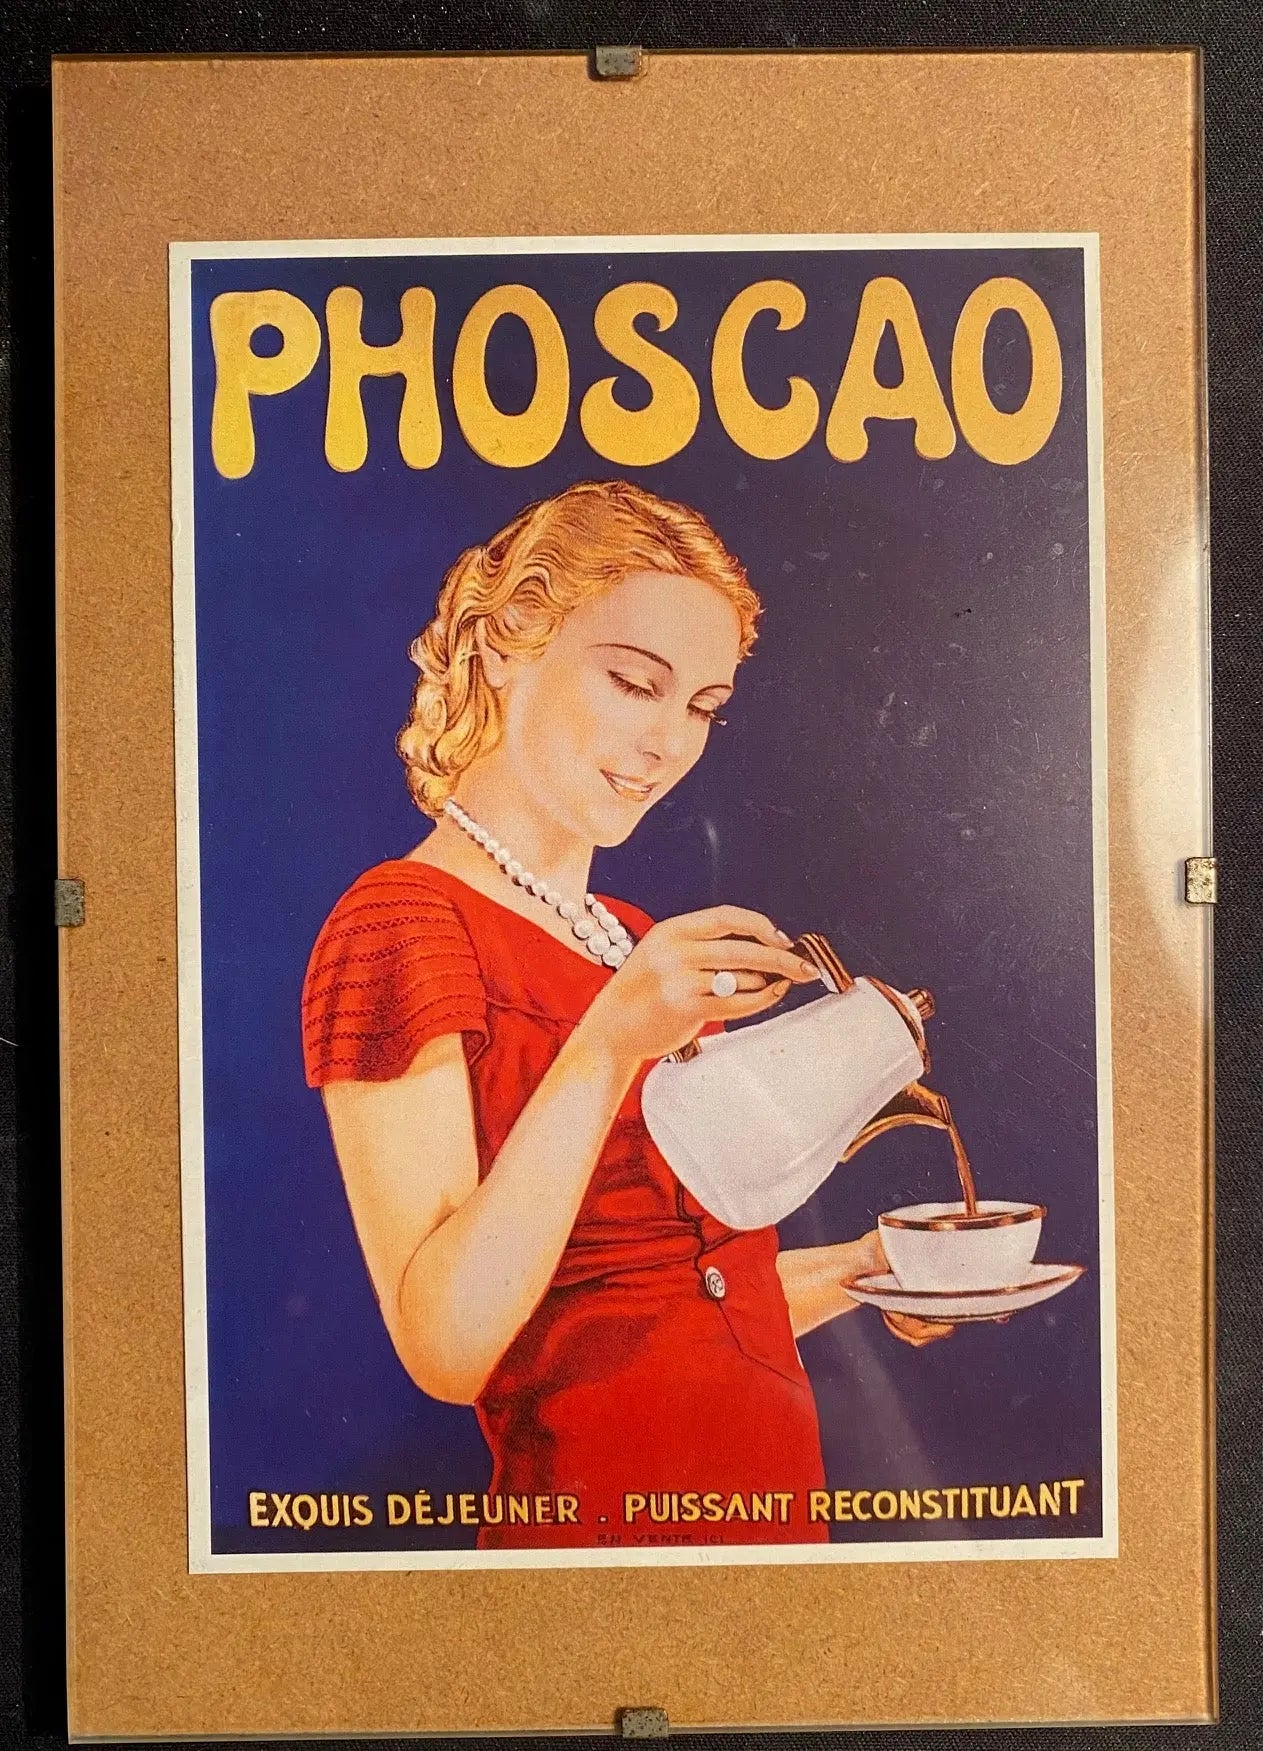 PHOSCAO
EXQUIS DÉJEUNER . PUISSANT RECONSTITUANT
EN VENTE ICI